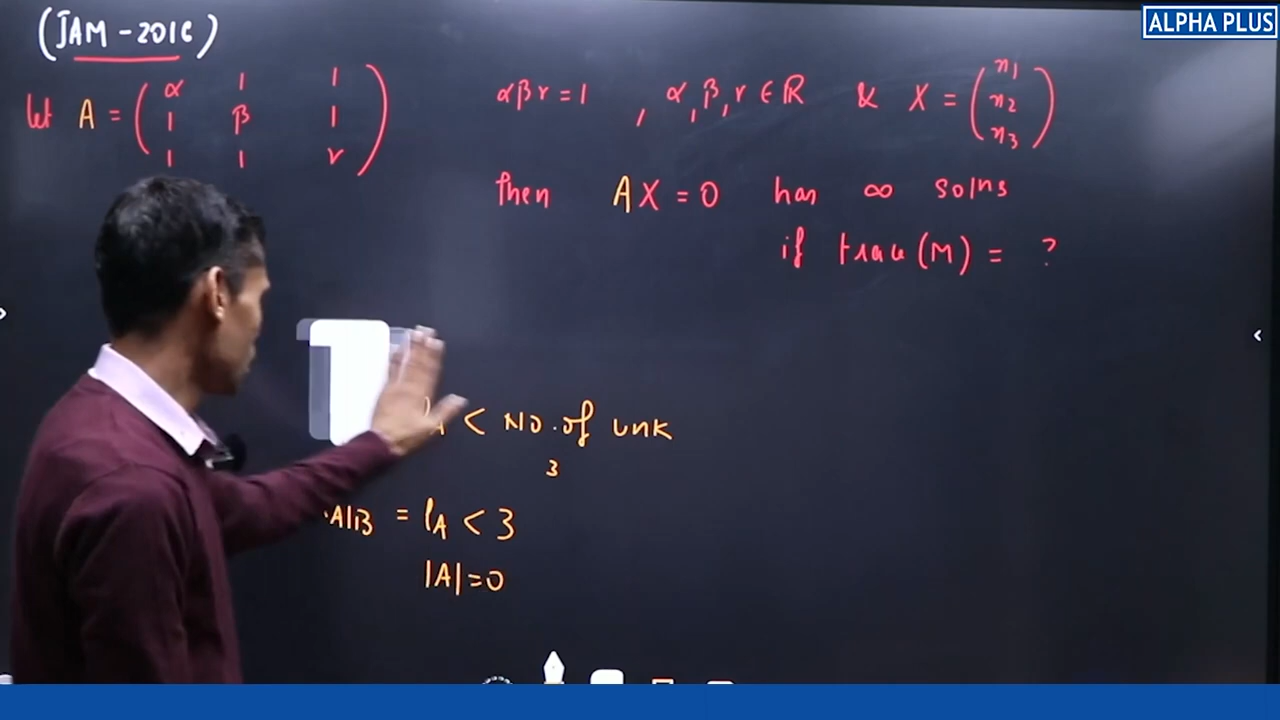 (JAM-2016)
ALPHA PLUS
let A = ( α 1 1
1 β 1
1 1 γ )
αβγ = 1 , α, β, γ ∈ ℝ & X = ( x1
x2
x3 )
then AX = 0 has ∞ solns
if trace(M) = ?
< No. of unk
3
A|B = ρA < 3
|A| = 0